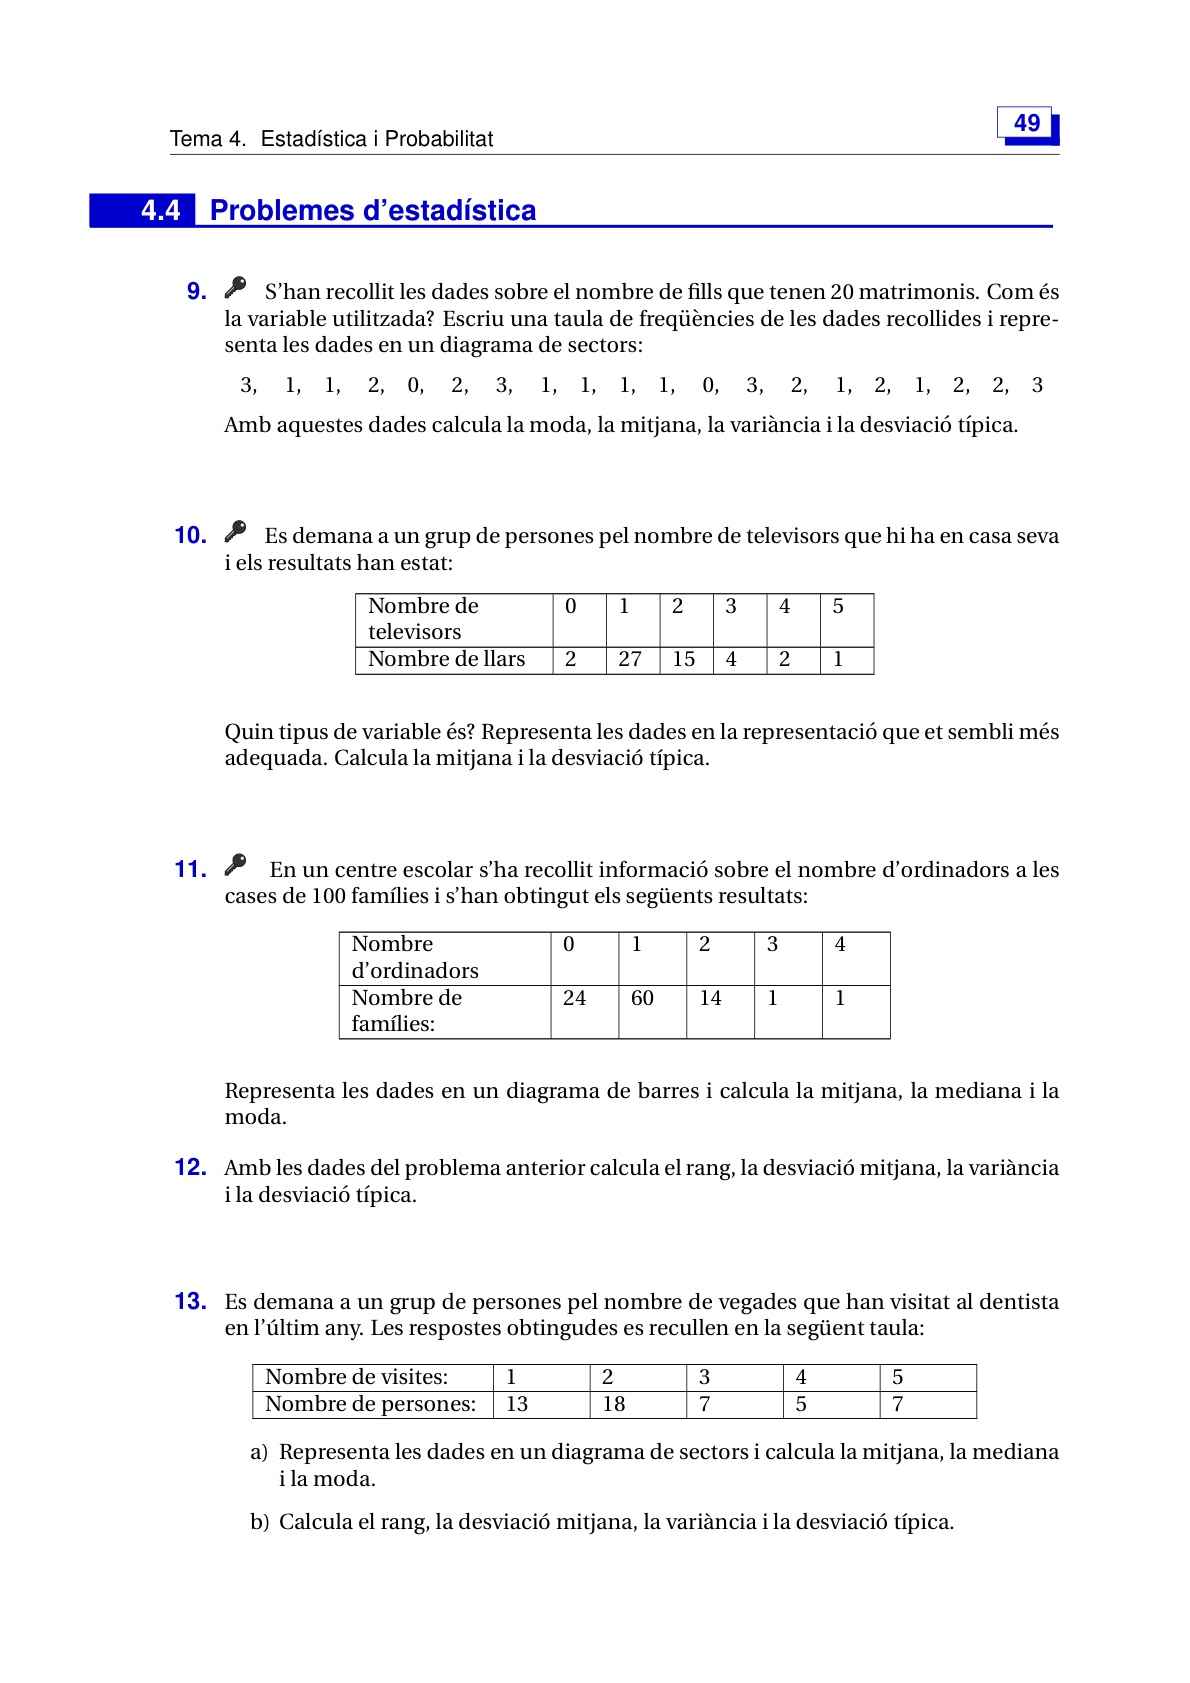 Tema 4. Estadística i Probabilitat
49
4.4 Problemes d'estadística
9. S'han recollit les dades sobre el nombre de fills que tenen 20 matrimonis. Com és
la variable utilitzada? Escriu una taula de freqüències de les dades recollides i repre-
senta les dades en un diagrama de sectors:
3, 1, 1, 2, 0, 2, 3, 1, 1, 1, 1, 0, 3, 2, 1, 2, 1, 2, 2, 3
Amb aquestes dades calcula la moda, la mitjana, la variància i la desviació típica.
10. Es demana a un grup de persones pel nombre de televisors que hi ha en casa seva
i els resultats han estat:
Nombre de 0 1 2 3 4 5
televisors
Nombre de llars 2 27 15 4 2 1
Quin tipus de variable és? Representa les dades en la representació que et sembli més
adequada. Calcula la mitjana i la desviació típica.
11. En un centre escolar s'ha recollit informació sobre el nombre d'ordinadors a les
cases de 100 famílies i s'han obtingut els següents resultats:
Nombre 0 1 2 3 4
d'ordinadors
Nombre de 24 60 14 1 1
famílies:
Representa les dades en un diagrama de barres i calcula la mitjana, la mediana i la
moda.
12. Amb les dades del problema anterior calcula el rang, la desviació mitjana, la variància
i la desviació típica.
13. Es demana a un grup de persones pel nombre de vegades que han visitat al dentista
en l'últim any. Les respostes obtingudes es recullen en la següent taula:
Nombre de visites: 1 2 3 4 5
Nombre de persones: 13 18 7 5 7
a) Representa les dades en un diagrama de sectors i calcula la mitjana, la mediana
i la moda.
b) Calcula el rang, la desviació mitjana, la variància i la desviació típica.